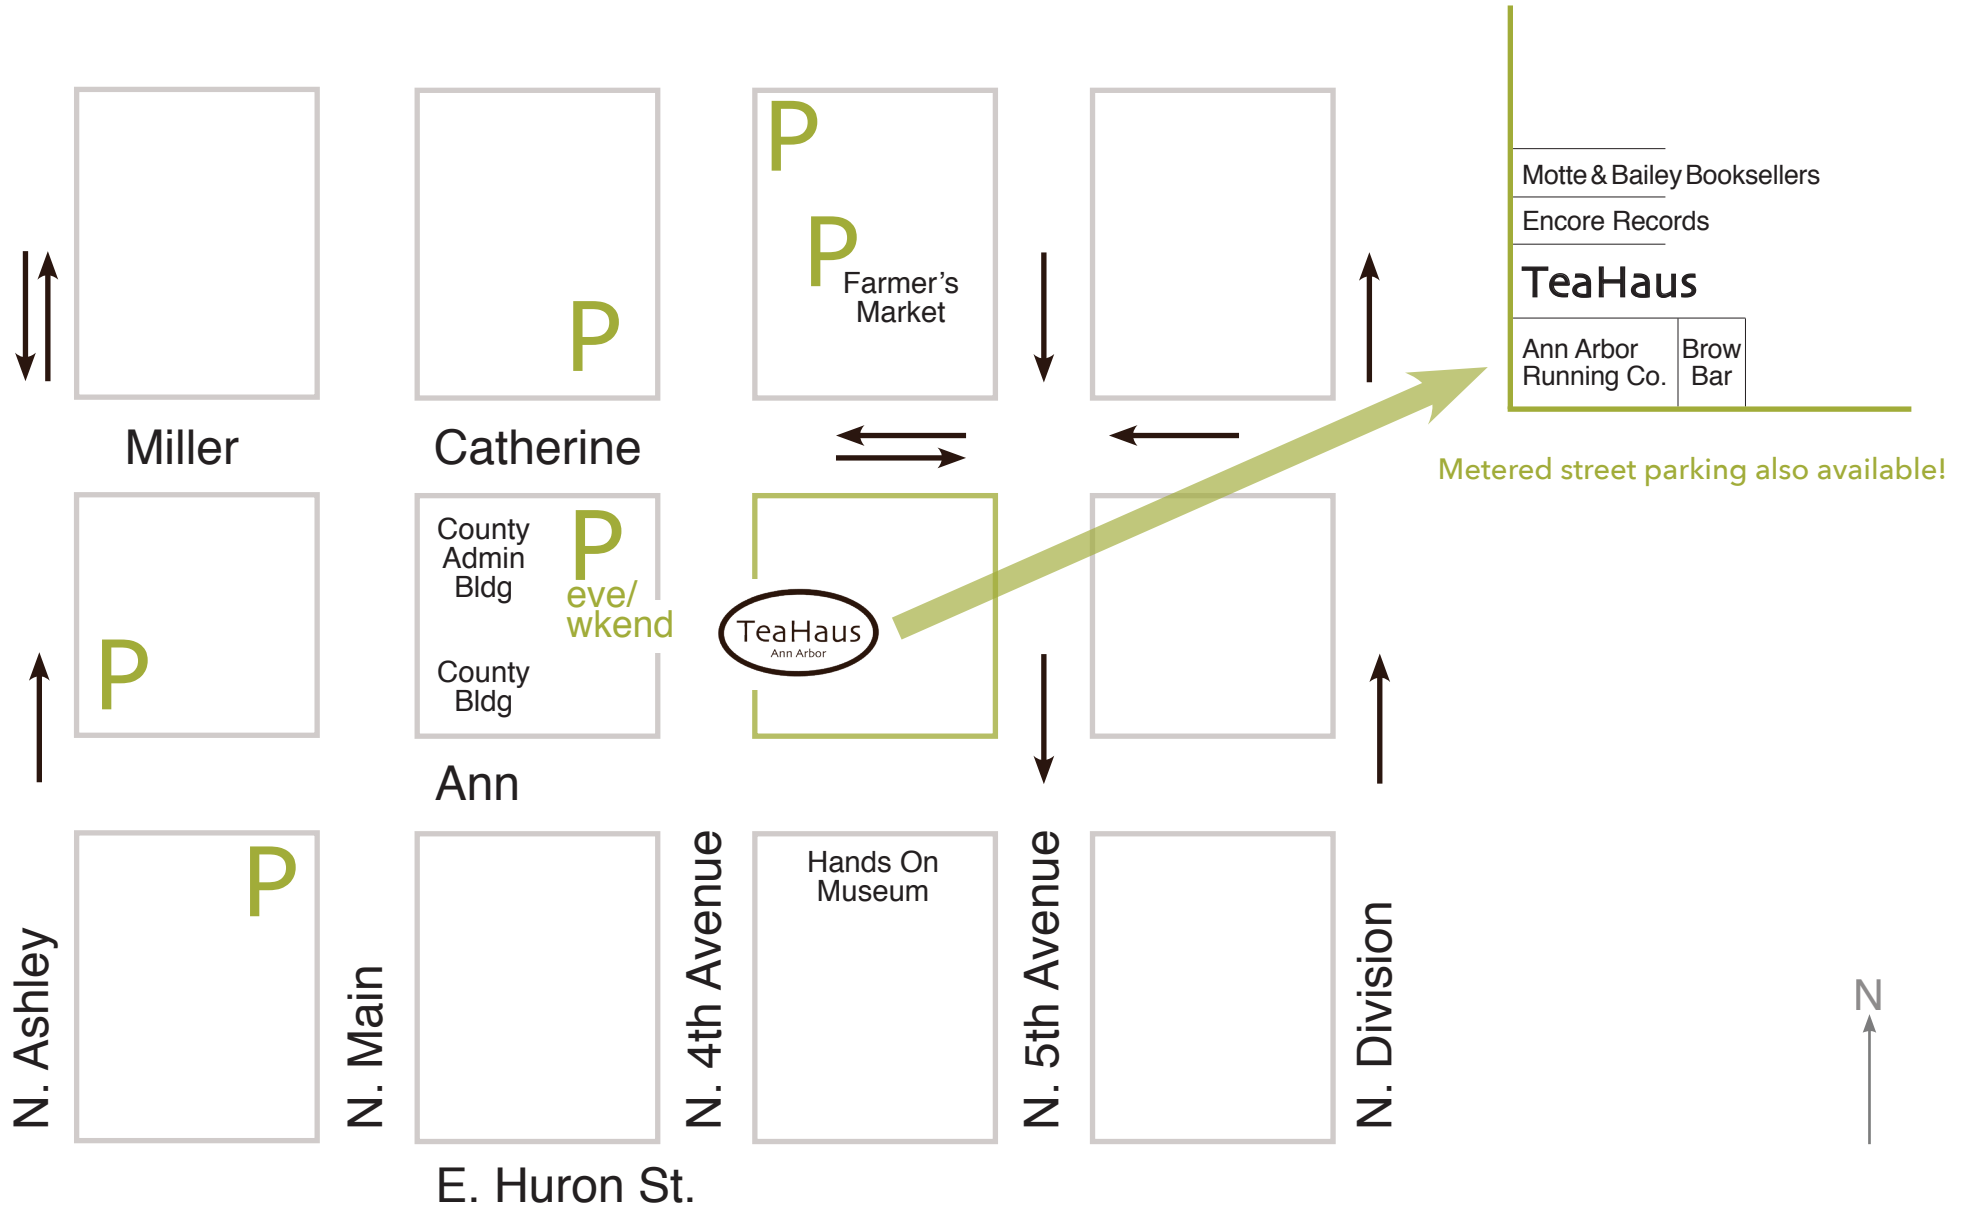 P
P
Farmer's
Market
P
Motte & Bailey Booksellers
Encore Records
TeaHaus
Ann Arbor
Running Co.
Brow
Bar
Metered street parking also available!
Miller
Catherine
County
Admin
Bldg
P
eve/
wkend
County
Bldg
TeaHaus
Ann Arbor
P
Ann
P
Hands On
Museum
N. Ashley
N. Main
N. 4th Avenue
N. 5th Avenue
N. Division
N
E. Huron St.